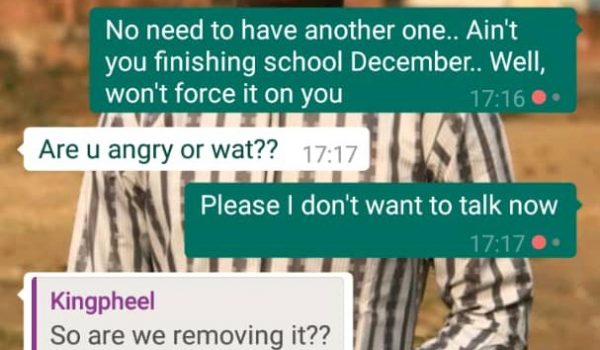 No need to have another one.. Ain't
you finishing school December.. Well,
won't force it on you
17:16
Are u angry or wat?? 17:17
Please I don't want to talk now
17:17
Kingpheel
So are we removing it??